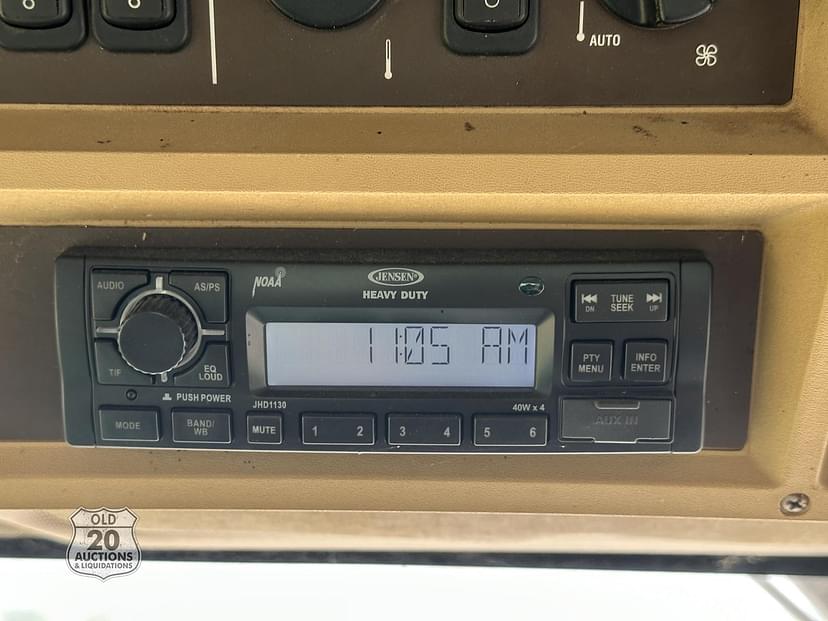 AUTO
AUDIO
AS/PS
NOAA
JENSEN®
HEAVY DUTY
DN
TUNE
SEEK
UP
11:05 AM
T/F
EQ
LOUD
PTY
MENU
INFO
ENTER
PUSH POWER
JHD1130
40W x 4
MODE
BAND/
WB
MUTE
1 2
3 4
5 6
AUX IN
OLD
20
AUCTIONS
& LIQUIDATIONS